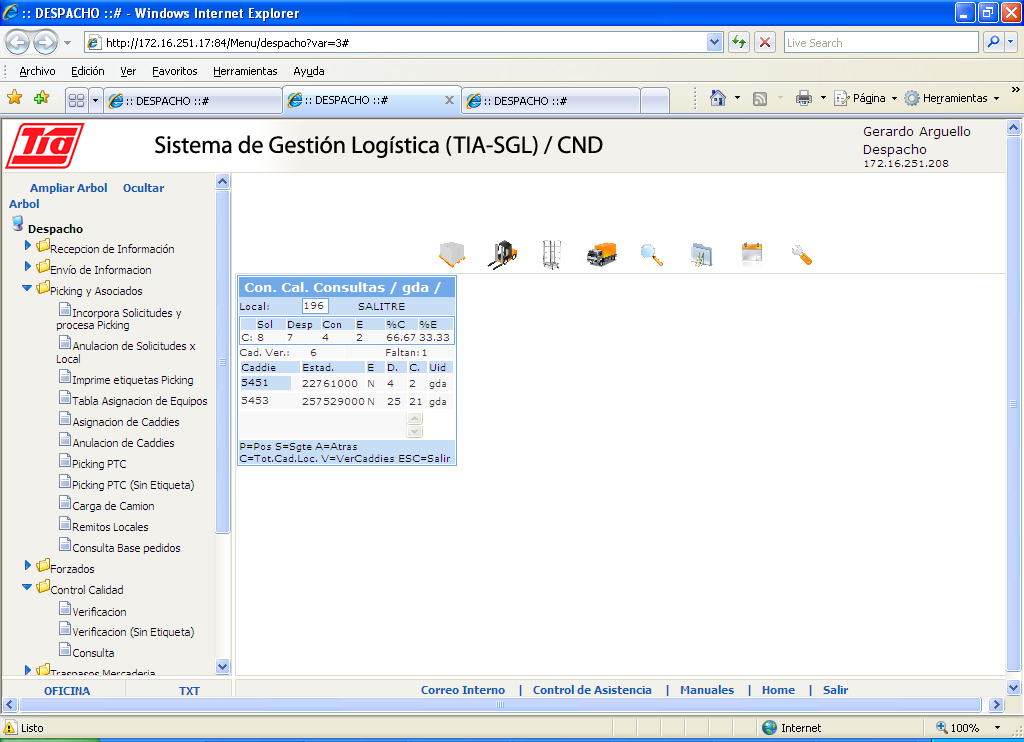 :: DESPACHO ::# - Windows Internet Explorer
http://172.16.251.17:84/Menu/despacho?var=3#
Live Search
Archivo Edición Ver Favoritos Herramientas Ayuda
:: DESPACHO ::# :: DESPACHO ::# :: DESPACHO ::# Página Herramientas
Tia
Sistema de Gestión Logística (TIA-SGL) / CND
Gerardo Arguello
Despacho
172.16.251.208
Ampliar Arbol Ocultar
Arbol
Despacho
Recepcion de Información
Envío de Informacion
Picking y Asociados
Incorpora Solicitudes y
procesa Picking
Anulacion de Solicitudes x
Local
Imprime etiquetas Picking
Tabla Asignacion de Equipos
Asignacion de Caddies
Anulacion de Caddies
Picking PTC
Picking PTC (Sin Etiqueta)
Carga de Camion
Remitos Locales
Consulta Base pedidos
Forzados
Control Calidad
Verificacion
Verificacion (Sin Etiqueta)
Consulta
Traspasos Mercaderia
OFICINA TXT
Con. Cal. Consultas / gda /
Local: 196 SALITRE
Sol Desp Con E %C %E
C: 8 7 4 2 66.67 33.33
Cad. Ver.: 6 Faltan: 1
Caddie Estad. E D. C. Uid
5451 22761000 N 4 2 gda
5453 257529000 N 25 21 gda
P=Pos S=Sgte A=Atras
C=Tot.Cad.Loc. V=VerCaddies ESC=Salir
Correo Interno | Control de Asistencia | Manuales | Home | Salir
Listo Internet 100%